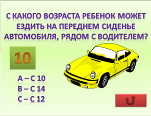 С КАКОГО ВОЗРАСТА РЕБЕНОК МОЖЕТ
ЕЗДИТЬ НА ПЕРЕДНЕМ СИДЕНЬЕ
АВТОМОБИЛЯ, РЯДОМ С ВОДИТЕЛЕМ?
10
А – С 10
В – С 14
С – С 12